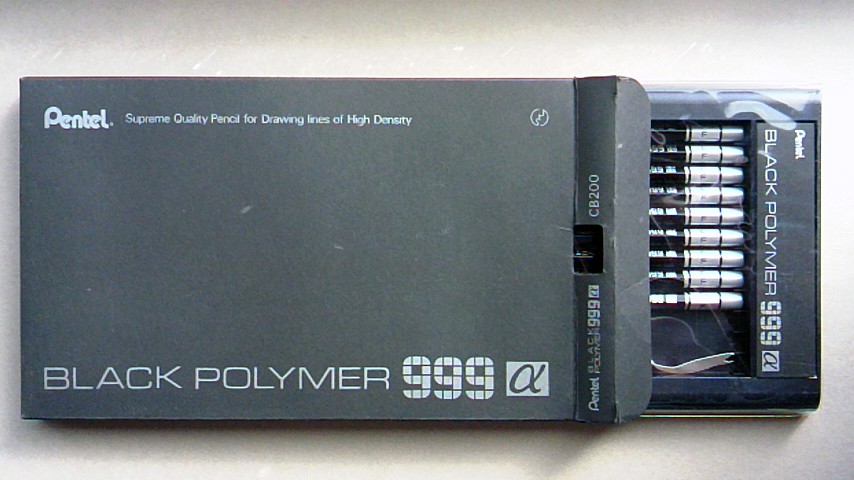 Pentel. Supreme Quality Pencil for Drawing lines of High Density
BLACK POLYMER 999 α
CB200
Pentel BLACK POLYMER 999 α
F
F
F
F
F
F
F
F
Pentel
BLACK POLYMER 999 α